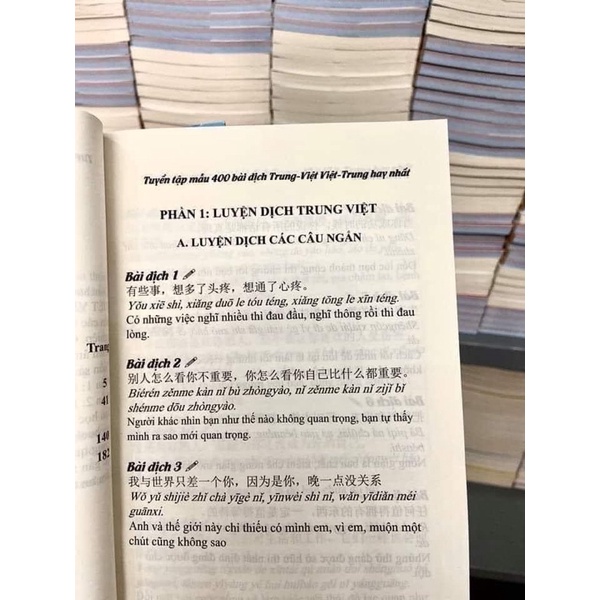 Tuyển tập mẫu 400 bài dịch Trung-Việt Việt-Trung hay nhất
PHẦN 1: LUYỆN DỊCH TRUNG VIỆT
A. LUYỆN DỊCH CÁC CÂU NGẮN
Bài dịch 1
有些事，想多了头疼，想通了心疼。
Yǒu xiē shì, xiǎng duō le tóu téng, xiǎng tōng le xīn téng.
Có những việc nghĩ nhiều thì đau đầu, nghĩ thông rồi thì đau
lòng.
Bài dịch 2
别人怎么看你不重要，你怎么看你自己比什么都重要。
Biérén zěnme kàn nǐ bù zhòngyào, nǐ zěnme kàn nǐ zìjǐ bǐ
shénme dōu zhòngyào.
Người khác nhìn bạn như thế nào không quan trọng, bạn tự thấy
mình ra sao mới quan trọng.
Bài dịch 3
我与世界只差一个你，因为是你，晚一点没关系
Wǒ yǔ shìjiè zhǐ chà yīgè nǐ, yīnwèi shì nǐ, wǎn yīdiǎn méi
guānxi.
Anh và thế giới này chỉ thiếu có mình em, vì em, muộn một
chút cũng không sao
Trang
5
41
140
182